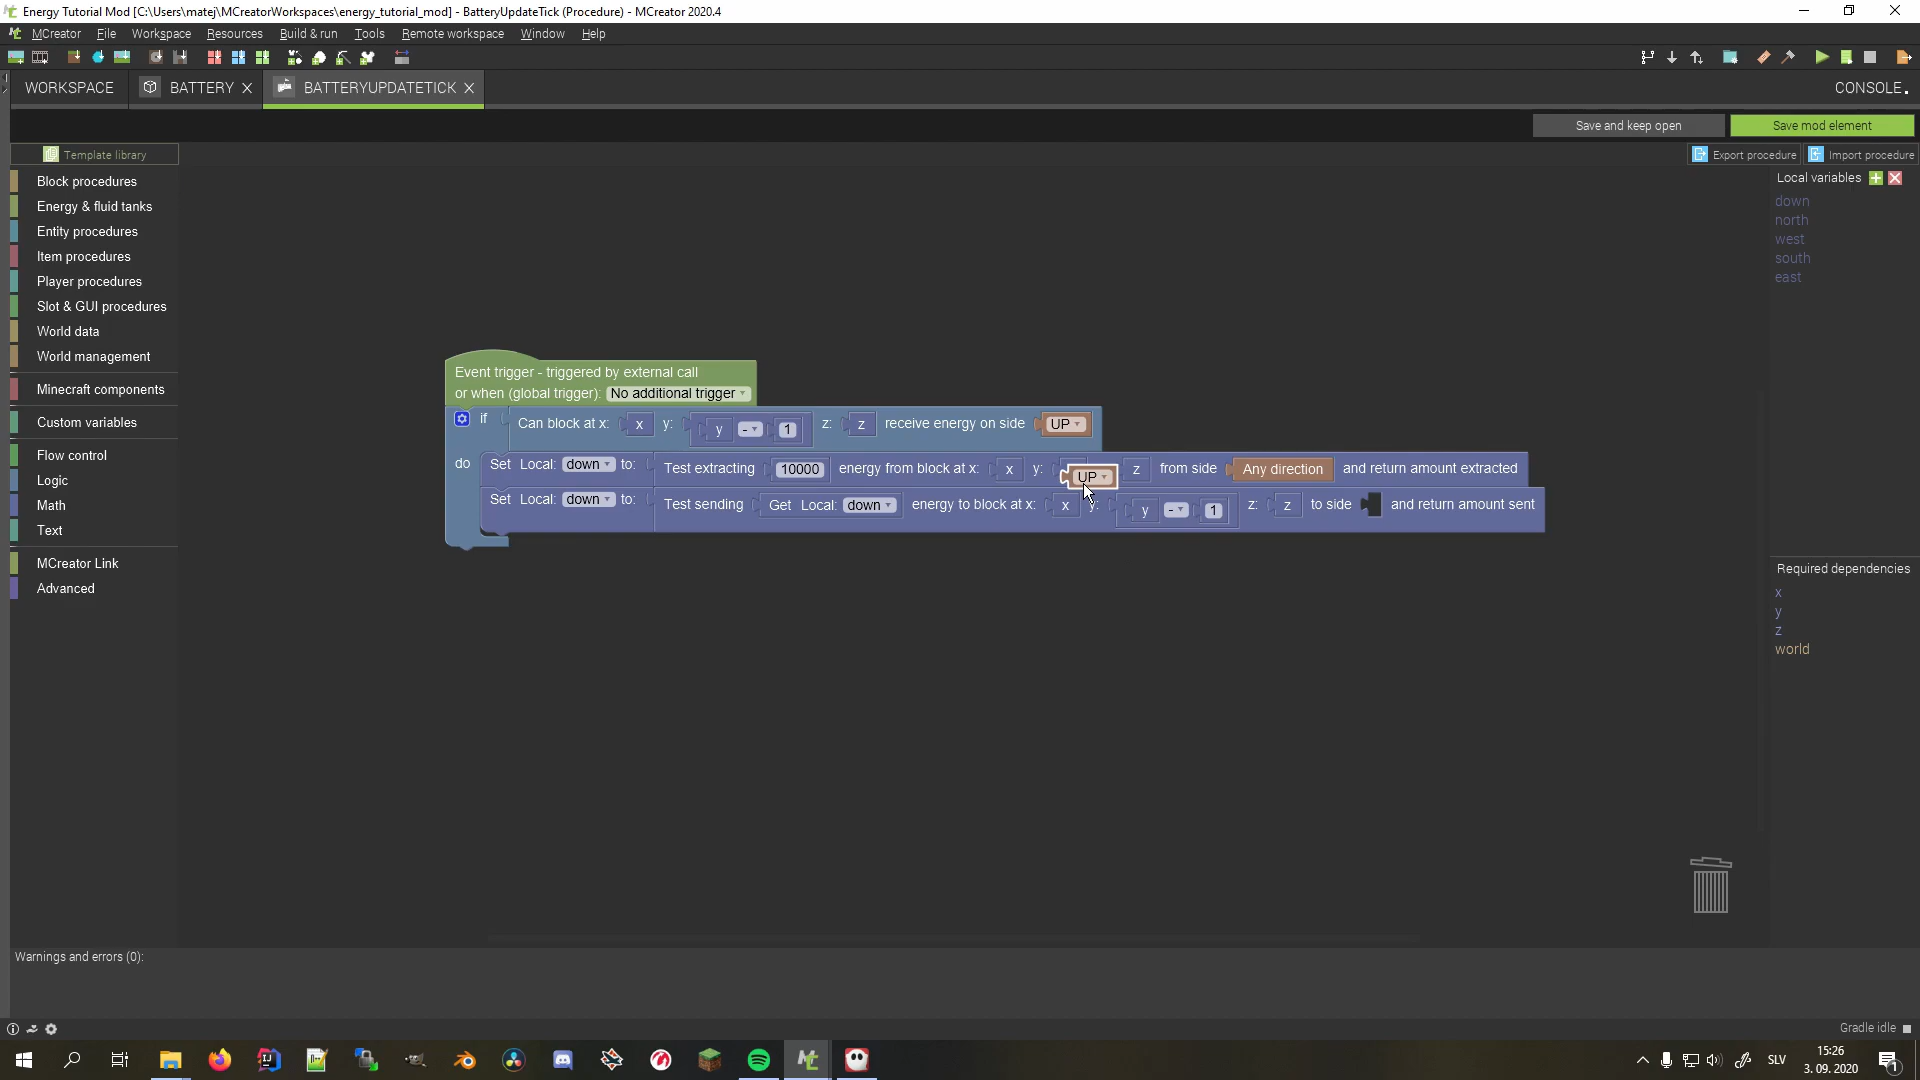 Energy Tutorial Mod [C:\Users\matej\MCreatorWorkspaces\energy_tutorial_mod] - BatteryUpdateTick (Procedure) - MCreator 2020.4
MCreator File Workspace Resources Build & run Tools Remote workspace Window Help
WORKSPACE BATTERY BATTERYUPDATETICK CONSOLE
Save and keep open Save mod element
Template library Export procedure Import procedure
Block procedures
Energy & fluid tanks
Entity procedures
Item procedures
Player procedures
Slot & GUI procedures
World data
World management
Minecraft components
Custom variables
Flow control
Logic
Math
Text
MCreator Link
Advanced
Event trigger - triggered by external call
or when (global trigger): No additional trigger
if Can block at x: x y: y - 1 z: z receive energy on side UP
do Set Local: down to: Test extracting 10000 energy from block at x: x y: UP z from side Any direction and return amount extracted
Set Local: down to: Test sending Get Local: down energy to block at x: x y: y - 1 z: z to side and return amount sent
Local variables
down
north
west
south
east
Required dependencies
x
y
z
world
Warnings and errors (0):
Gradle idle
SLV
15:26
3. 09. 2020
1